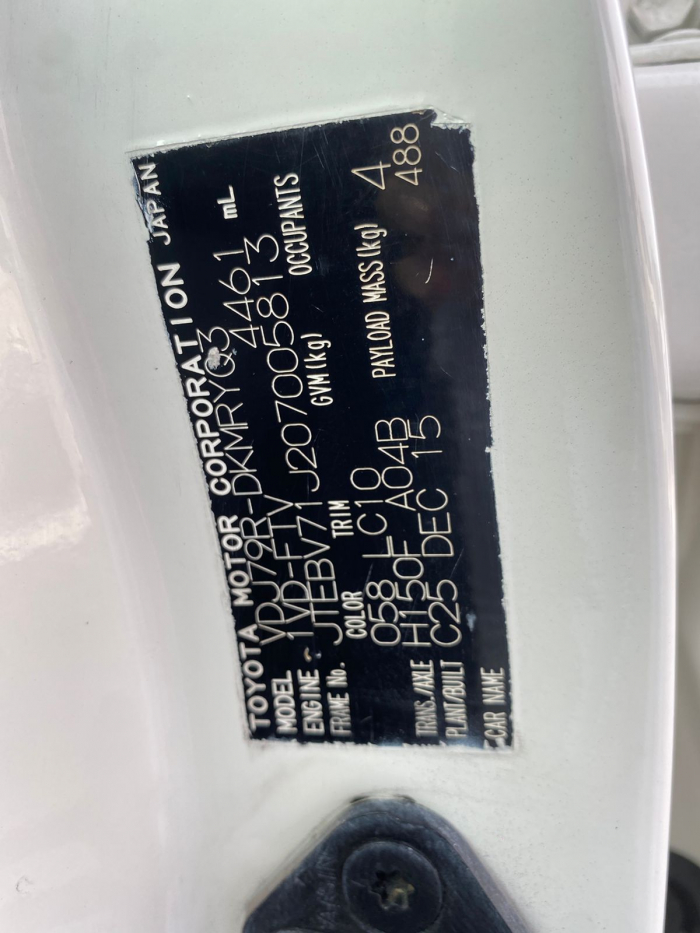 TOYOTA MOTOR CORPORATION JAPAN
MODEL VDJ79R-DKMRYQ3
ENGINE 1VD-FTV 4461 mL
FRAME No. JTEBV71J207005813
COLOR TRIM GVM(kg) OCCUPANTS
058 LC10 4
TRANS./AXLE H150F A04B PAYLOAD MASS(kg) 488
PLANT/BUILT C25 DEC 15
CAR NAME